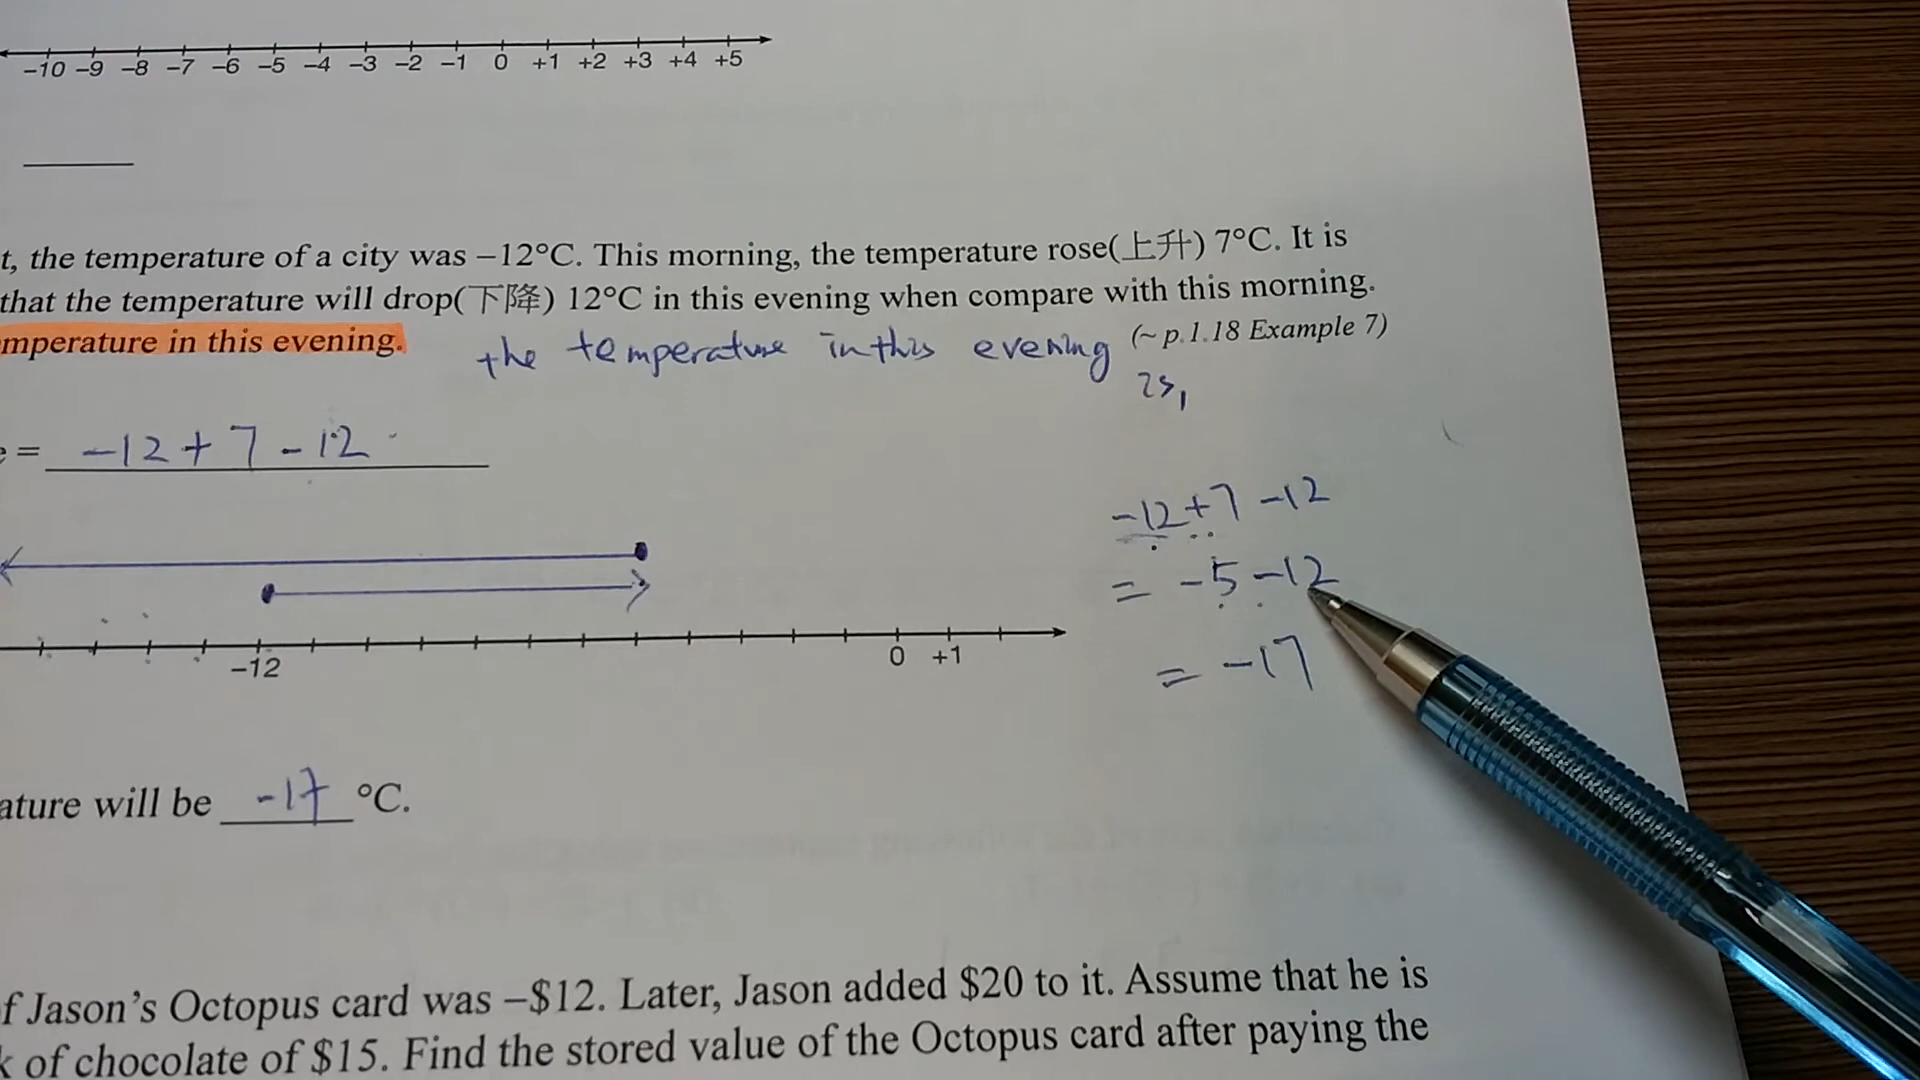 –10 –9 –8 –7 –6 –5 –4 –3 –2 –1 0 +1 +2 +3 +4 +5
t, the temperature of a city was –12°C. This morning, the temperature rose(上升) 7°C. It is
that the temperature will drop(下降) 12°C in this evening when compare with this morning.
mperature in this evening.
(~ p.1.18 Example 7)
the temperature in this evening
is,
= -12+7-12
-12+7-12
= -5-12
= -17
–12 0 +1
ature will be -17 °C.
f Jason's Octopus card was –$12. Later, Jason added $20 to it. Assume that he is
k of chocolate of $15. Find the stored value of the Octopus card after paying the